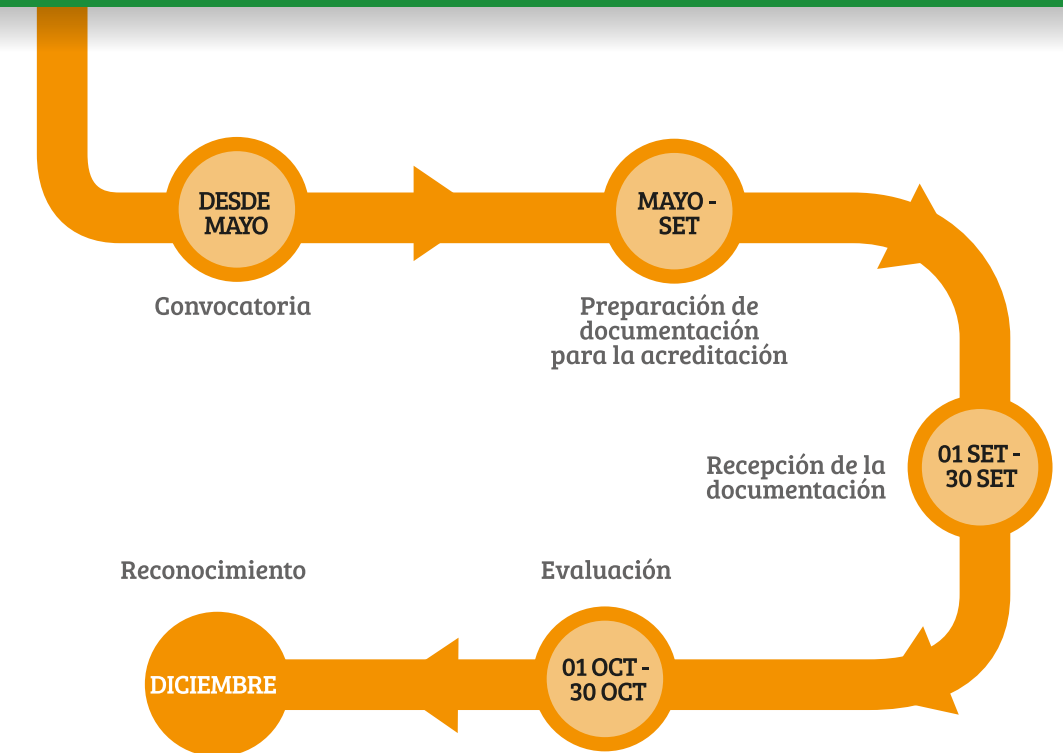 DESDE
MAYO
Convocatoria
MAYO -
SET
Preparación de
documentación
para la acreditación
01 SET -
30 SET
Recepción de la
documentación
01 OCT -
30 OCT
Evaluación
DICIEMBRE
Reconocimiento